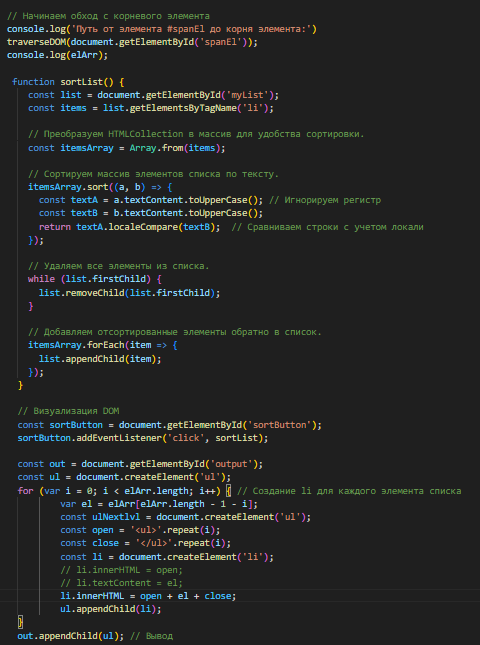 // Начинаем обход с корневого элемента
console.log('Путь от элемента #spanEl до корня элемента:')
traverseDOM(document.getElementById('spanEl'));
console.log(elArr);
function sortList() {
const list = document.getElementById('myList');
const items = list.getElementsByTagName('li');
// Преобразуем HTMLCollection в массив для удобства сортировки.
const itemsArray = Array.from(items);
// Сортируем массив элементов списка по тексту.
itemsArray.sort((a, b) => {
const textA = a.textContent.toUpperCase(); // Игнорируем регистр
const textB = b.textContent.toUpperCase();
return textA.localeCompare(textB);  // Сравниваем строки с учетом локали
});
// Удаляем все элементы из списка.
while (list.firstChild) {
list.removeChild(list.firstChild);
}
// Добавляем отсортированные элементы обратно в список.
itemsArray.forEach(item => {
list.appendChild(item);
});
}
// Визуализация DOM
const sortButton = document.getElementById('sortButton');
sortButton.addEventListener('click', sortList);
const out = document.getElementById('output');
const ul = document.createElement('ul');
for (var i = 0; i < elArr.length; i++) { // Создание li для каждого элемента списка
var el = elArr[elArr.length - 1 - i];
const ulNextlvl = document.createElement('ul');
const open = '<ul>'.repeat(i);
const close = '</ul>'.repeat(i);
const li = document.createElement('li');
// li.innerHTML = open;
// li.textContent = el;
li.innerHTML = open + el + close;
ul.appendChild(li);
}
out.appendChild(ul); // Вывод